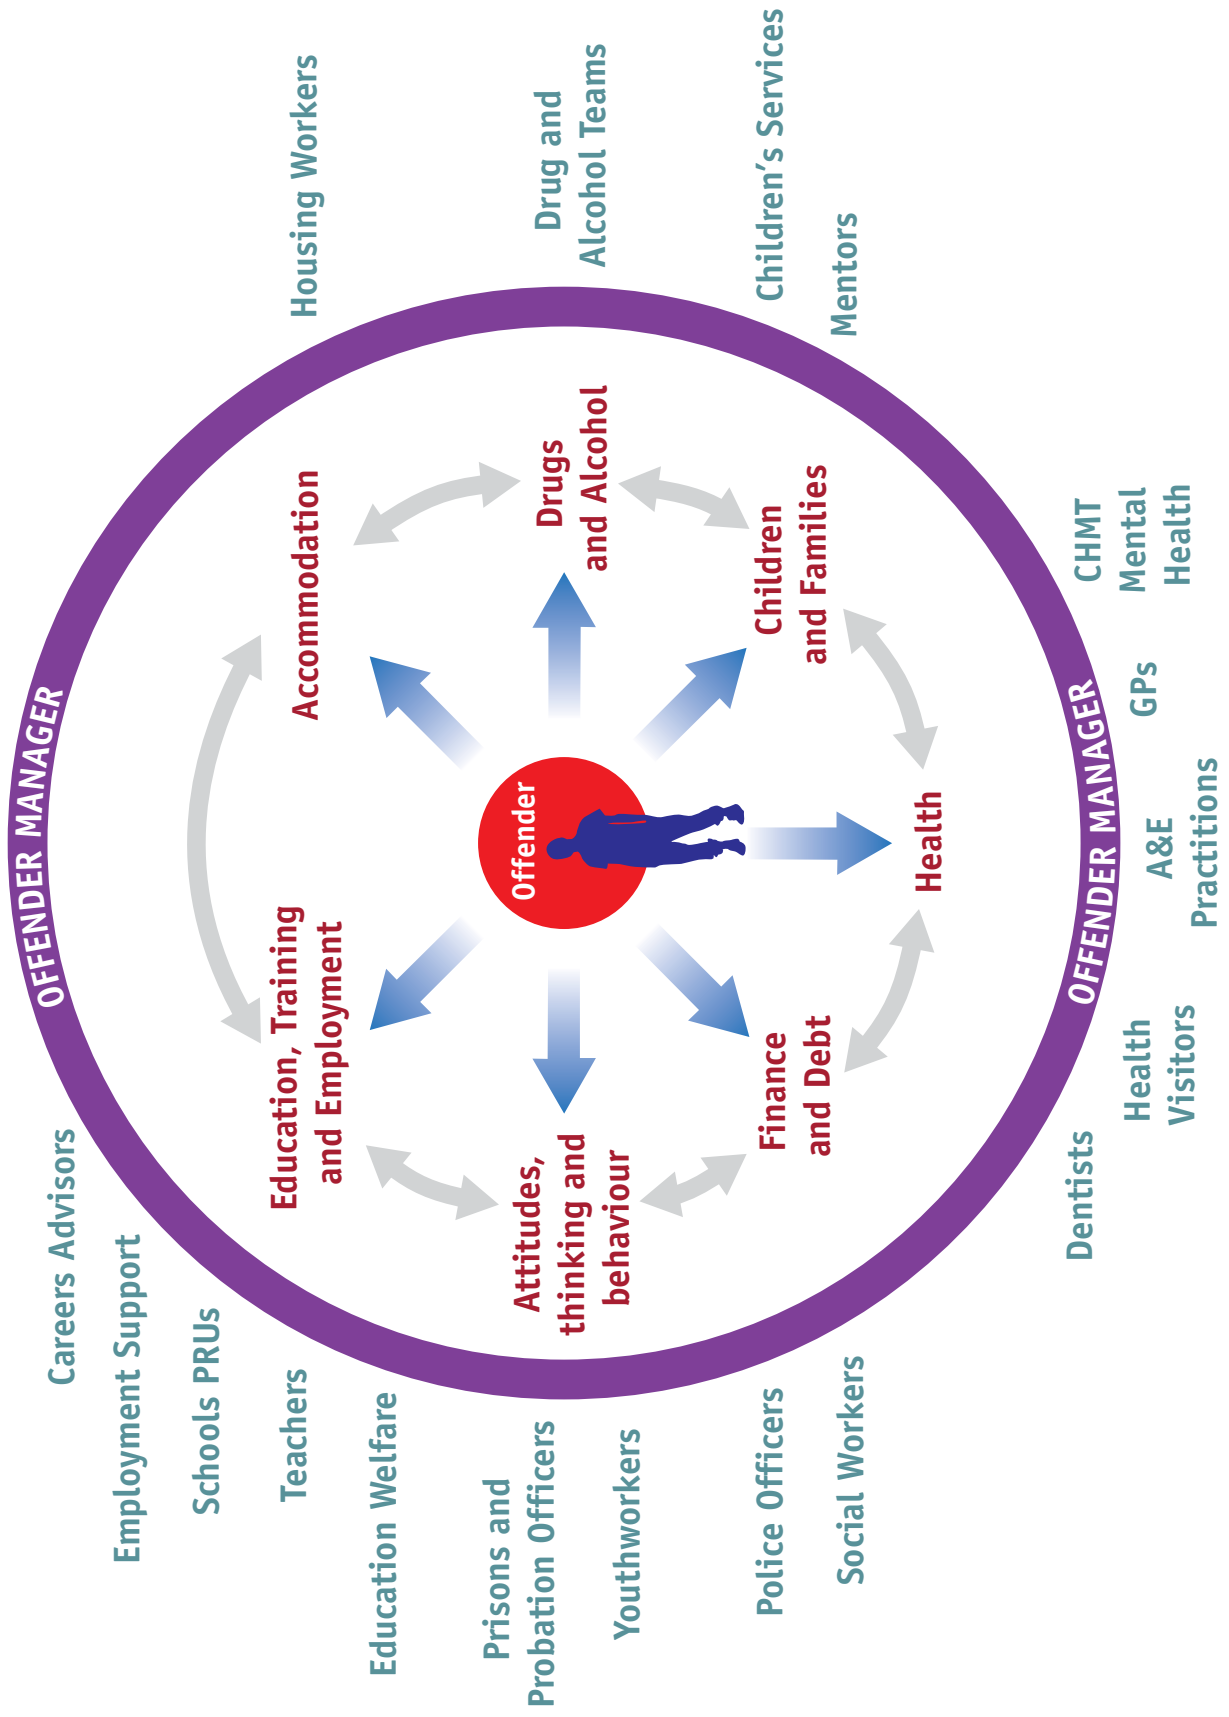 OFFENDER MANAGER
Careers Advisors
Employment Support
Schools PRUs
Teachers
Education Welfare
Prisons and
Probation Officers
Youthworkers
Police Officers
Social Workers
Housing Workers
Drug and
Alcohol Teams
Children's Services
Mentors
Education, Training
and Employment
Accommodation
Offender
Attitudes,
thinking and
behaviour
Drugs
and Alcohol
Finance
and Debt
Children
and Families
Health
OFFENDER MANAGER
Dentists
Health
Visitors
A&E
Practitions
GPs
CHMT
Mental
Health